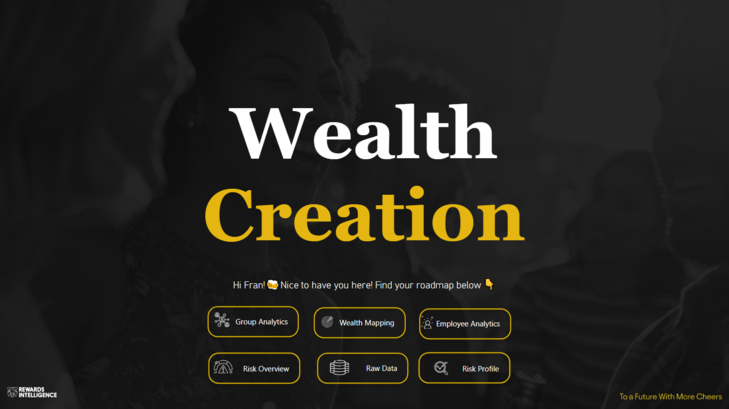 Wealth
Creation
Hi Fran! 🍻 Nice to have you here! Find your roadmap below 👇
Group Analytics
Wealth Mapping
Employee Analytics
Risk Overview
Raw Data
Risk Profile
REWARDS
INTELLIGENCE
To a Future With More Cheers